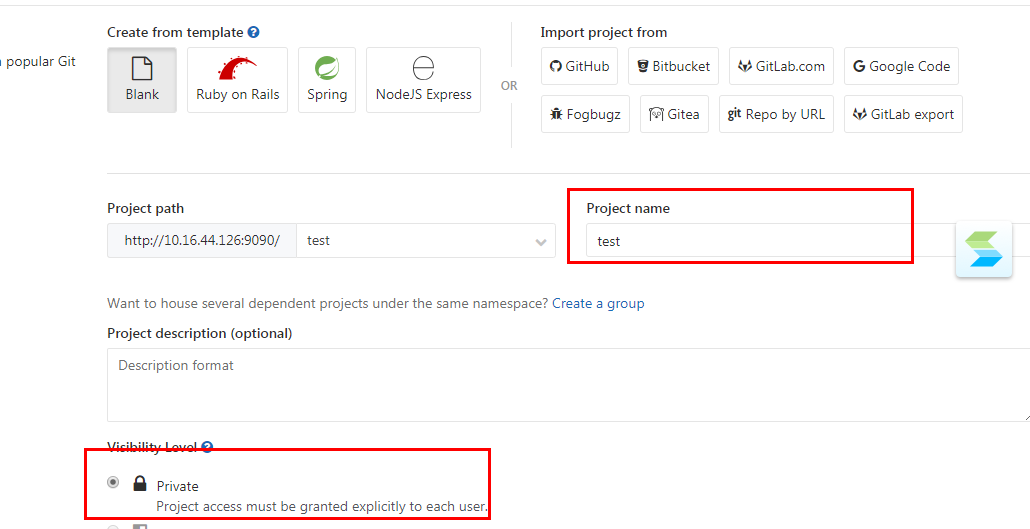 Create from template
Import project from
n popular Git
Blank
Ruby on Rails
Spring
NodeJS Express
OR
GitHub
Bitbucket
GitLab.com
Google Code
Fogbugz
Gitea
git Repo by URL
GitLab export
Project path
Project name
http://10.16.44.126:9090/
test
test
Want to house several dependent projects under the same namespace? Create a group
Project description (optional)
Description format
Visibility Level
Private
Project access must be granted explicitly to each user.